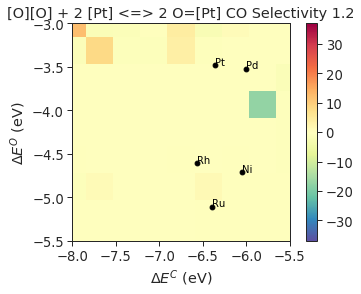 [O][O] + 2 [Pt] <=> 2 O=[Pt] CO Selectivity 1.2
−3.0
−3.5
−4.0
−4.5
−5.0
−5.5
ΔE^O (eV)
Pt
Pd
Rh
Ni
Ru
−8.0 −7.5 −7.0 −6.5 −6.0 −5.5
ΔE^C (eV)
30
20
10
0
−10
−20
−30